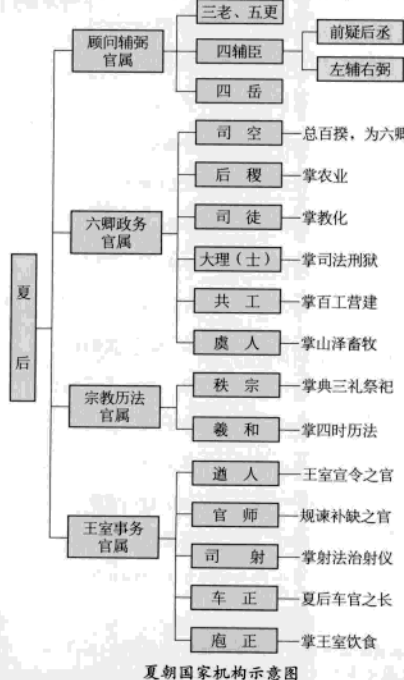 夏后
顾问辅弼
官属
三老、五更
四辅臣
前疑后丞
左辅右弼
四岳
六卿政务
官属
司空
总百揆，为六卿
后稷
掌农业
司徒
掌教化
大理（士）
掌司法刑狱
共工
掌百工营建
虞人
掌山泽畜牧
宗教历法
官属
秩宗
掌典三礼祭祀
羲和
掌四时历法
王室事务
官属
遒人
王室宣令之官
官师
规谏补缺之官
司射
掌射法治射仪
车正
夏后车官之长
庖正
掌王室饮食
夏朝国家机构示意图